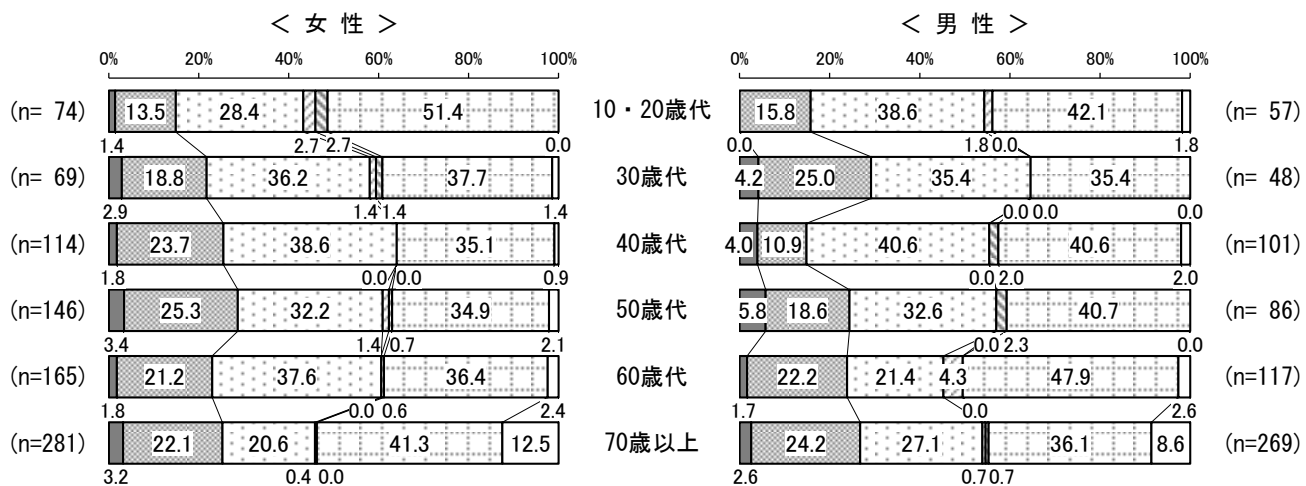 ＜ 女 性 ＞ ＜ 男 性 ＞
0% 20% 40% 60% 80% 100% 0% 20% 40% 60% 80% 100%
(n= 74) 13.5 28.4 51.4 10・20歳代 15.8 38.6 42.1 (n= 57)
1.4 2.7 2.7 0.0 0.0 1.8 0.0 1.8
(n= 69) 18.8 36.2 37.7 30歳代 4.2 25.0 35.4 35.4 (n= 48)
2.9 1.4 1.4 1.4 0.0 0.0 0.0
(n=114) 23.7 38.6 35.1 40歳代 4.0 10.9 40.6 40.6 (n=101)
1.8 0.0 0.0 0.9 0.0 2.0 2.0
(n=146) 25.3 32.2 34.9 50歳代 5.8 18.6 32.6 40.7 (n= 86)
3.4 1.4 0.7 2.1 0.0 2.3 0.0
(n=165) 21.2 37.6 36.4 60歳代 22.2 21.4 4.3 47.9 (n=117)
1.8 0.0 0.6 2.4 1.7 0.0 2.6
(n=281) 22.1 20.6 41.3 12.5 70歳以上 24.2 27.1 36.1 8.6 (n=269)
3.2 0.4 0.0 2.6 0.7 0.7